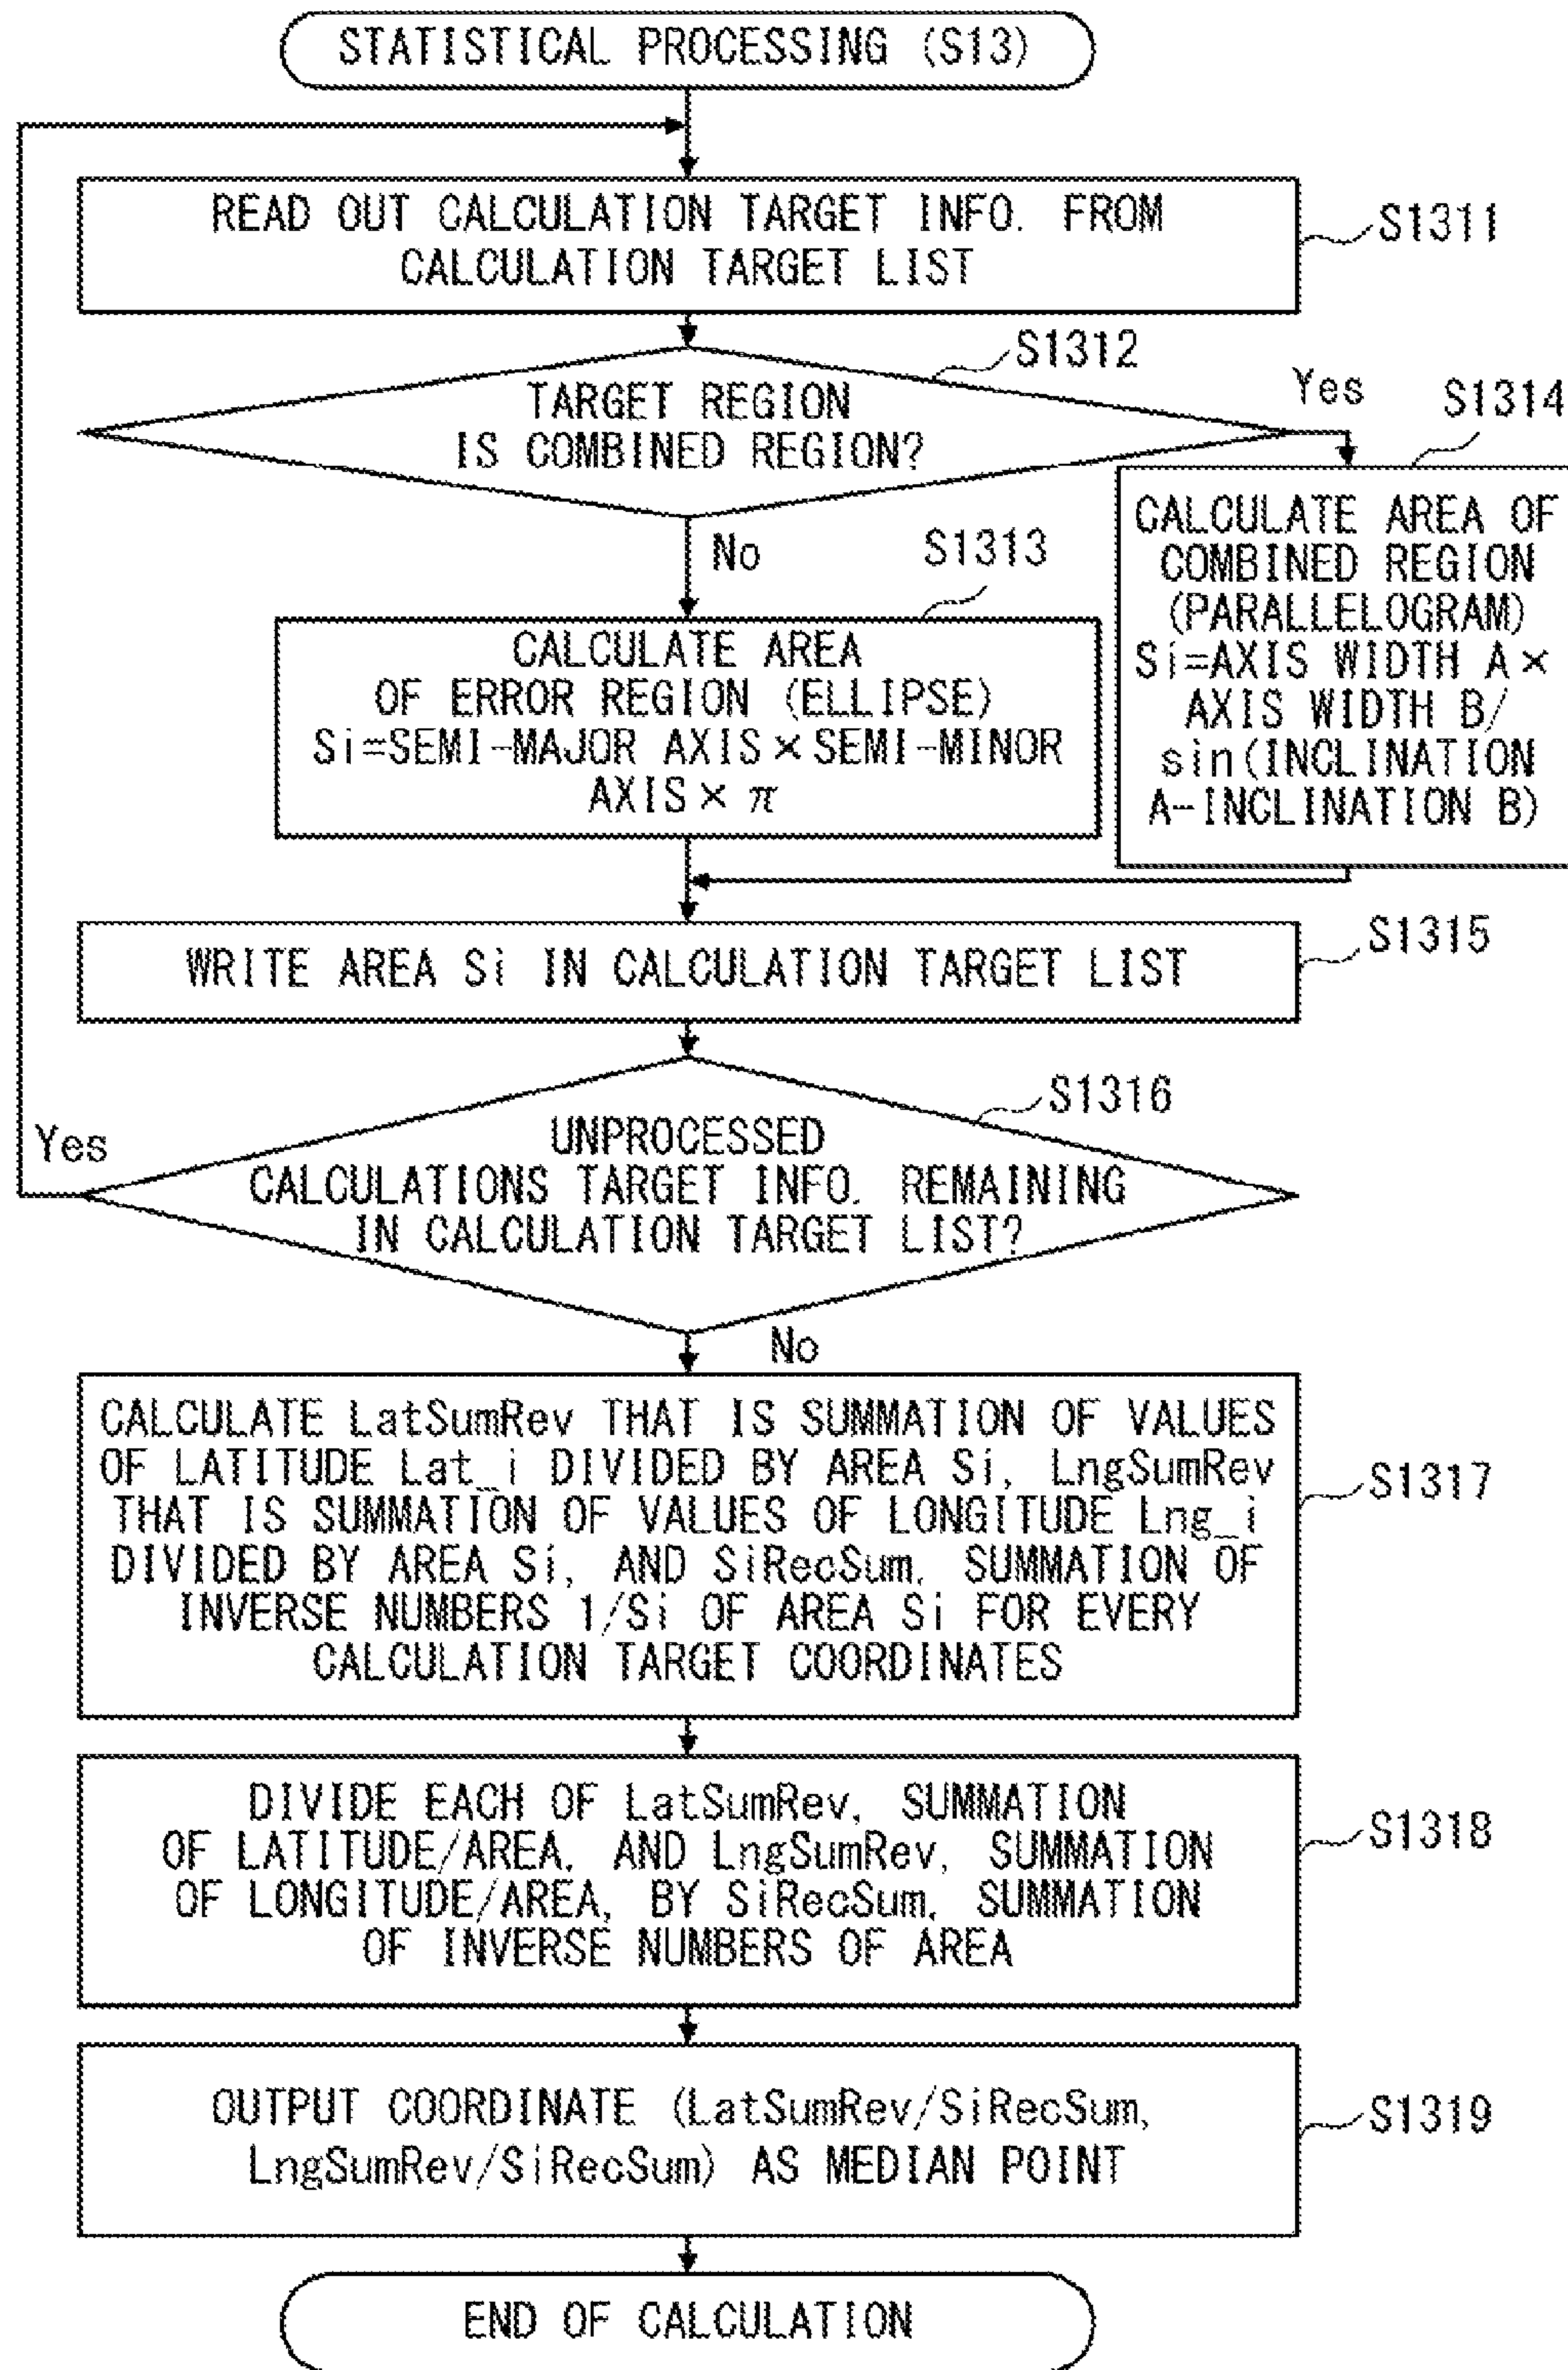 STATISTICAL PROCESSING (S13)
READ OUT CALCULATION TARGET INFO. FROM
CALCULATION TARGET LIST
S1311
S1312
TARGET REGION
IS COMBINED REGION?
Yes
S1314
CALCULATE AREA OF
COMBINED REGION
(PARALLELOGRAM)
Si=AXIS WIDTH A×
AXIS WIDTH B/
sin(INCLINATION
A-INCLINATION B)
No
S1313
CALCULATE AREA
OF ERROR REGION (ELLIPSE)
Si=SEMI-MAJOR AXIS×SEMI-MINOR
AXIS× π
WRITE AREA Si IN CALCULATION TARGET LIST
S1315
S1316
Yes
UNPROCESSED
CALCULATIONS TARGET INFO. REMAINING
IN CALCULATION TARGET LIST?
No
CALCULATE LatSumRev THAT IS SUMMATION OF VALUES
OF LATITUDE Lat_i DIVIDED BY AREA Si, LngSumRev
THAT IS SUMMATION OF VALUES OF LONGITUDE Lng_i
DIVIDED BY AREA Si, AND SiRecSum, SUMMATION OF
INVERSE NUMBERS 1/Si OF AREA Si FOR EVERY
CALCULATION TARGET COORDINATES
S1317
DIVIDE EACH OF LatSumRev, SUMMATION
OF LATITUDE/AREA, AND LngSumRev, SUMMATION
OF LONGITUDE/AREA, BY SiRecSum, SUMMATION
OF INVERSE NUMBERS OF AREA
S1318
OUTPUT COORDINATE (LatSumRev/SiRecSum,
LngSumRev/SiRecSum) AS MEDIAN POINT
S1319
END OF CALCULATION